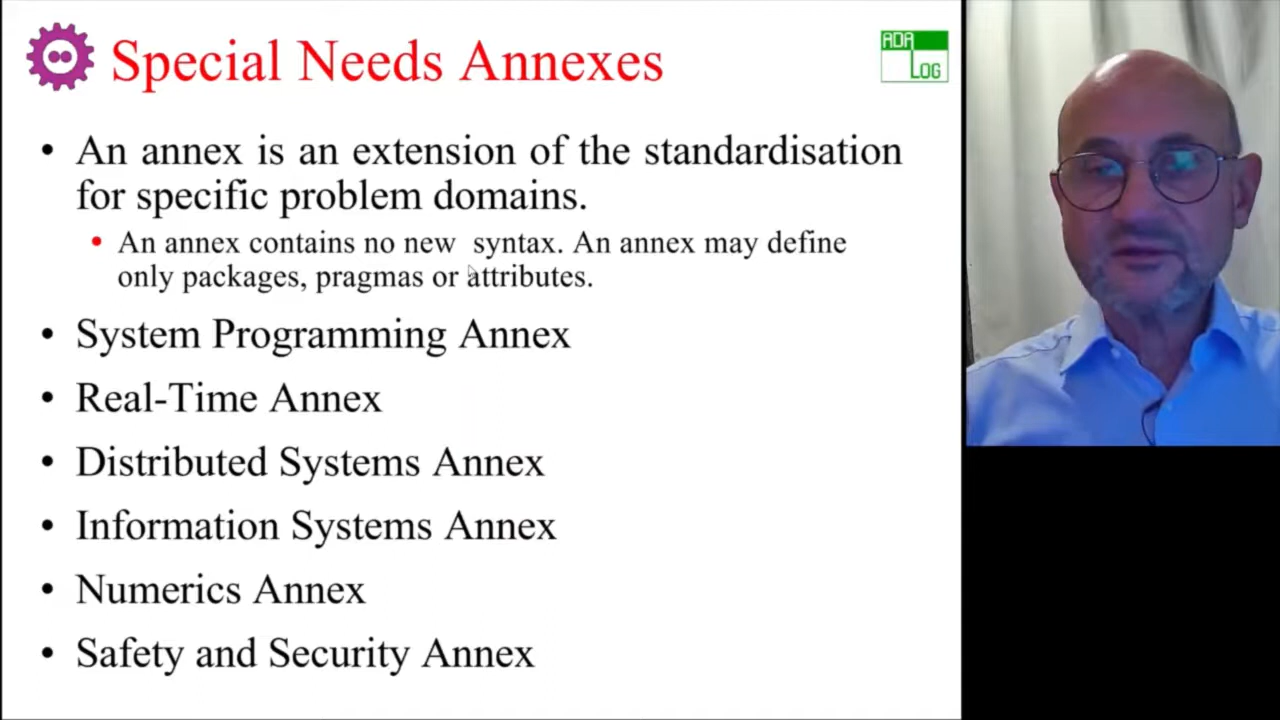 Special Needs Annexes
ADA
LOG
• An annex is an extension of the standardisation
for specific problem domains.
• An annex contains no new syntax. An annex may define
only packages, pragmas or attributes.
• System Programming Annex
• Real-Time Annex
• Distributed Systems Annex
• Information Systems Annex
• Numerics Annex
• Safety and Security Annex